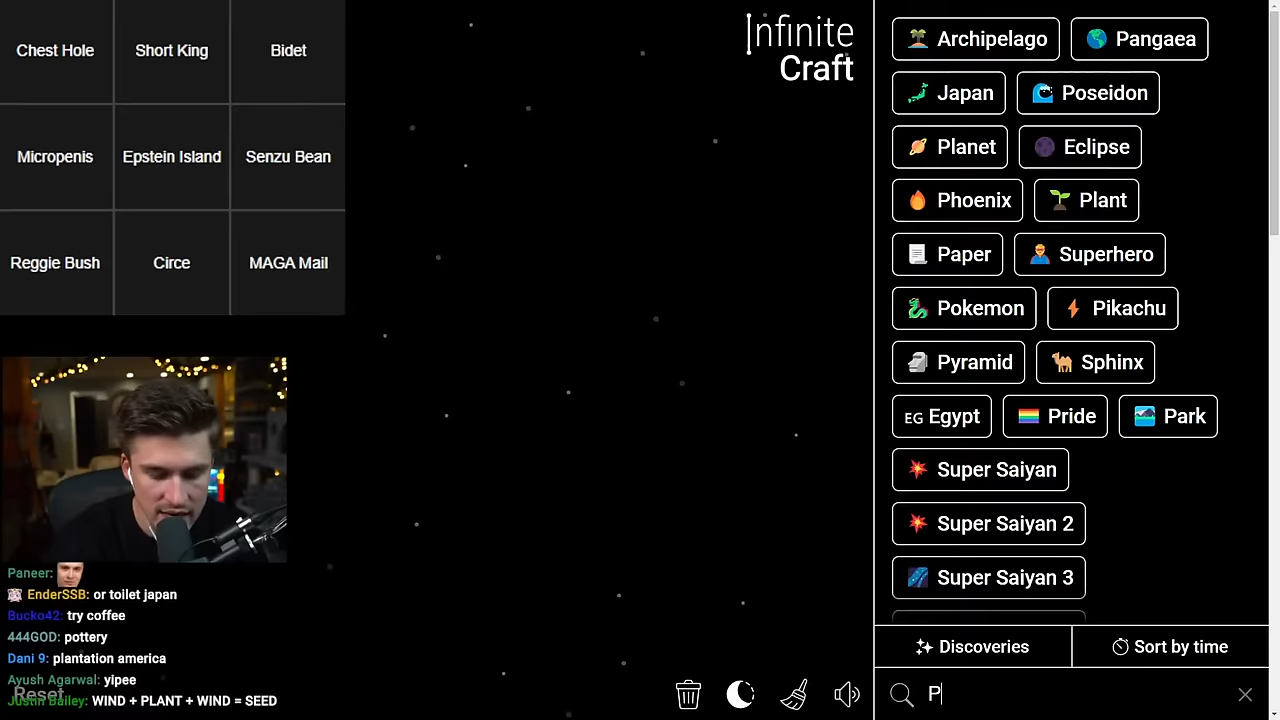 Chest Hole
Short King
Bidet
Micropenis
Epstein Island
Senzu Bean
Reggie Bush
Circe
MAGA Mail
Infinite
Craft
Archipelago
Pangaea
Japan
Poseidon
Planet
Eclipse
Phoenix
Plant
Paper
Superhero
Pokemon
Pikachu
Pyramid
Sphinx
EG Egypt
Pride
Park
Super Saiyan
Super Saiyan 2
Super Saiyan 3
Discoveries
Sort by time
P
Paneer:
EnderSSB: or toilet japan
Bucko42: try coffee
444GOD: pottery
Dani 9: plantation america
Ayush Agarwal: yipee
Reset
Justin Bailey: WIND + PLANT + WIND = SEED